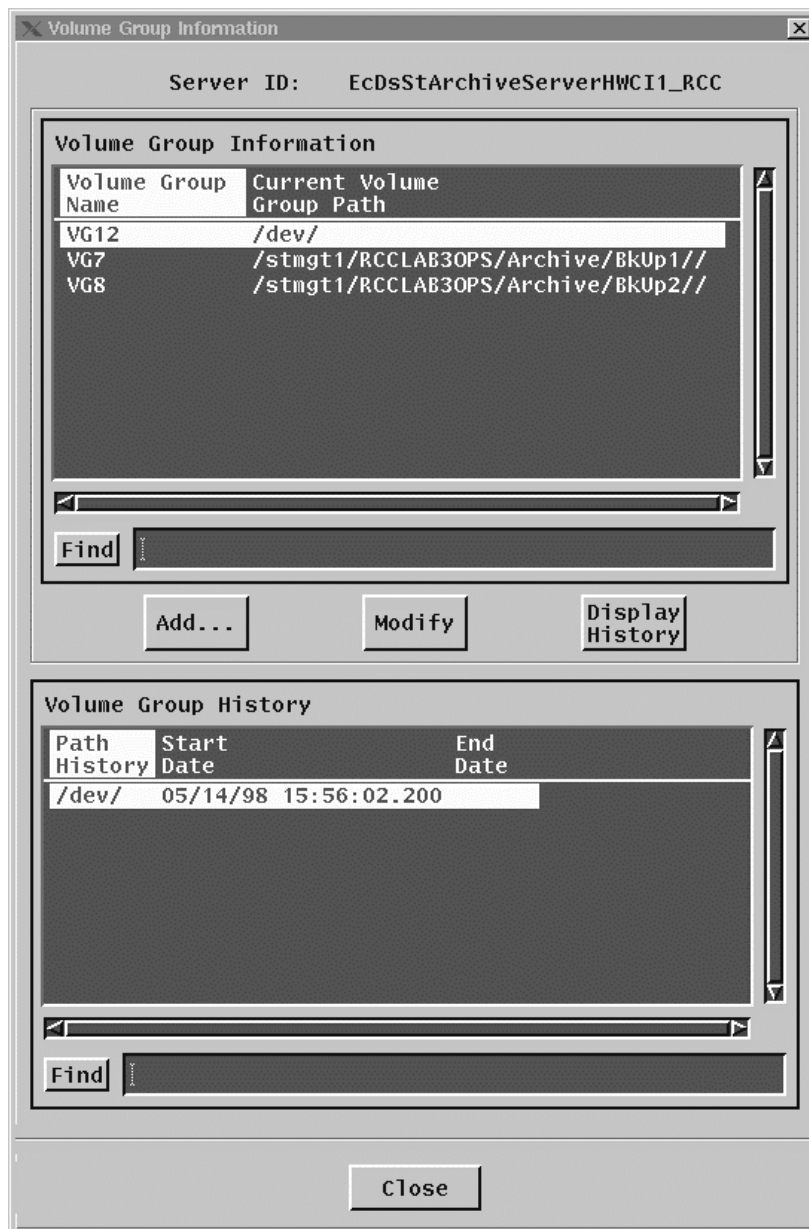 Volume Group Information
Server ID: EcDsStArchiveServerHWCI1_RCC
Volume Group Information
Volume Group Name Current Volume Group Path
VG12 /dev/
VG7 /stmgt1/RCCLAB3OPS/Archive/BkUp1//
VG8 /stmgt1/RCCLAB3OPS/Archive/BkUp2//
Find
Add... Modify Display History
Volume Group History
Path History Start Date End Date
/dev/ 05/14/98 15:56:02.200
Find
Close